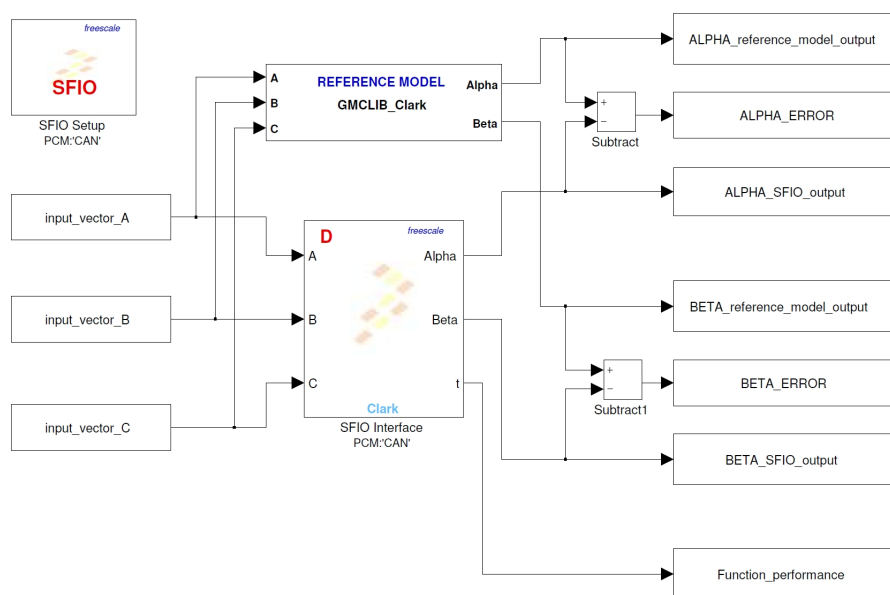 freescale
SFIO
SFIO Setup
PCM:'CAN'
input_vector_A
input_vector_B
input_vector_C
A
B
C
REFERENCE MODEL
GMCLIB_Clark
Alpha
Beta
D
freescale
A
B
C
Alpha
Beta
t
Clark
SFIO Interface
PCM:'CAN'
+
−
Subtract
+
−
Subtract1
ALPHA_reference_model_output
ALPHA_ERROR
ALPHA_SFIO_output
BETA_reference_model_output
BETA_ERROR
BETA_SFIO_output
Function_performance